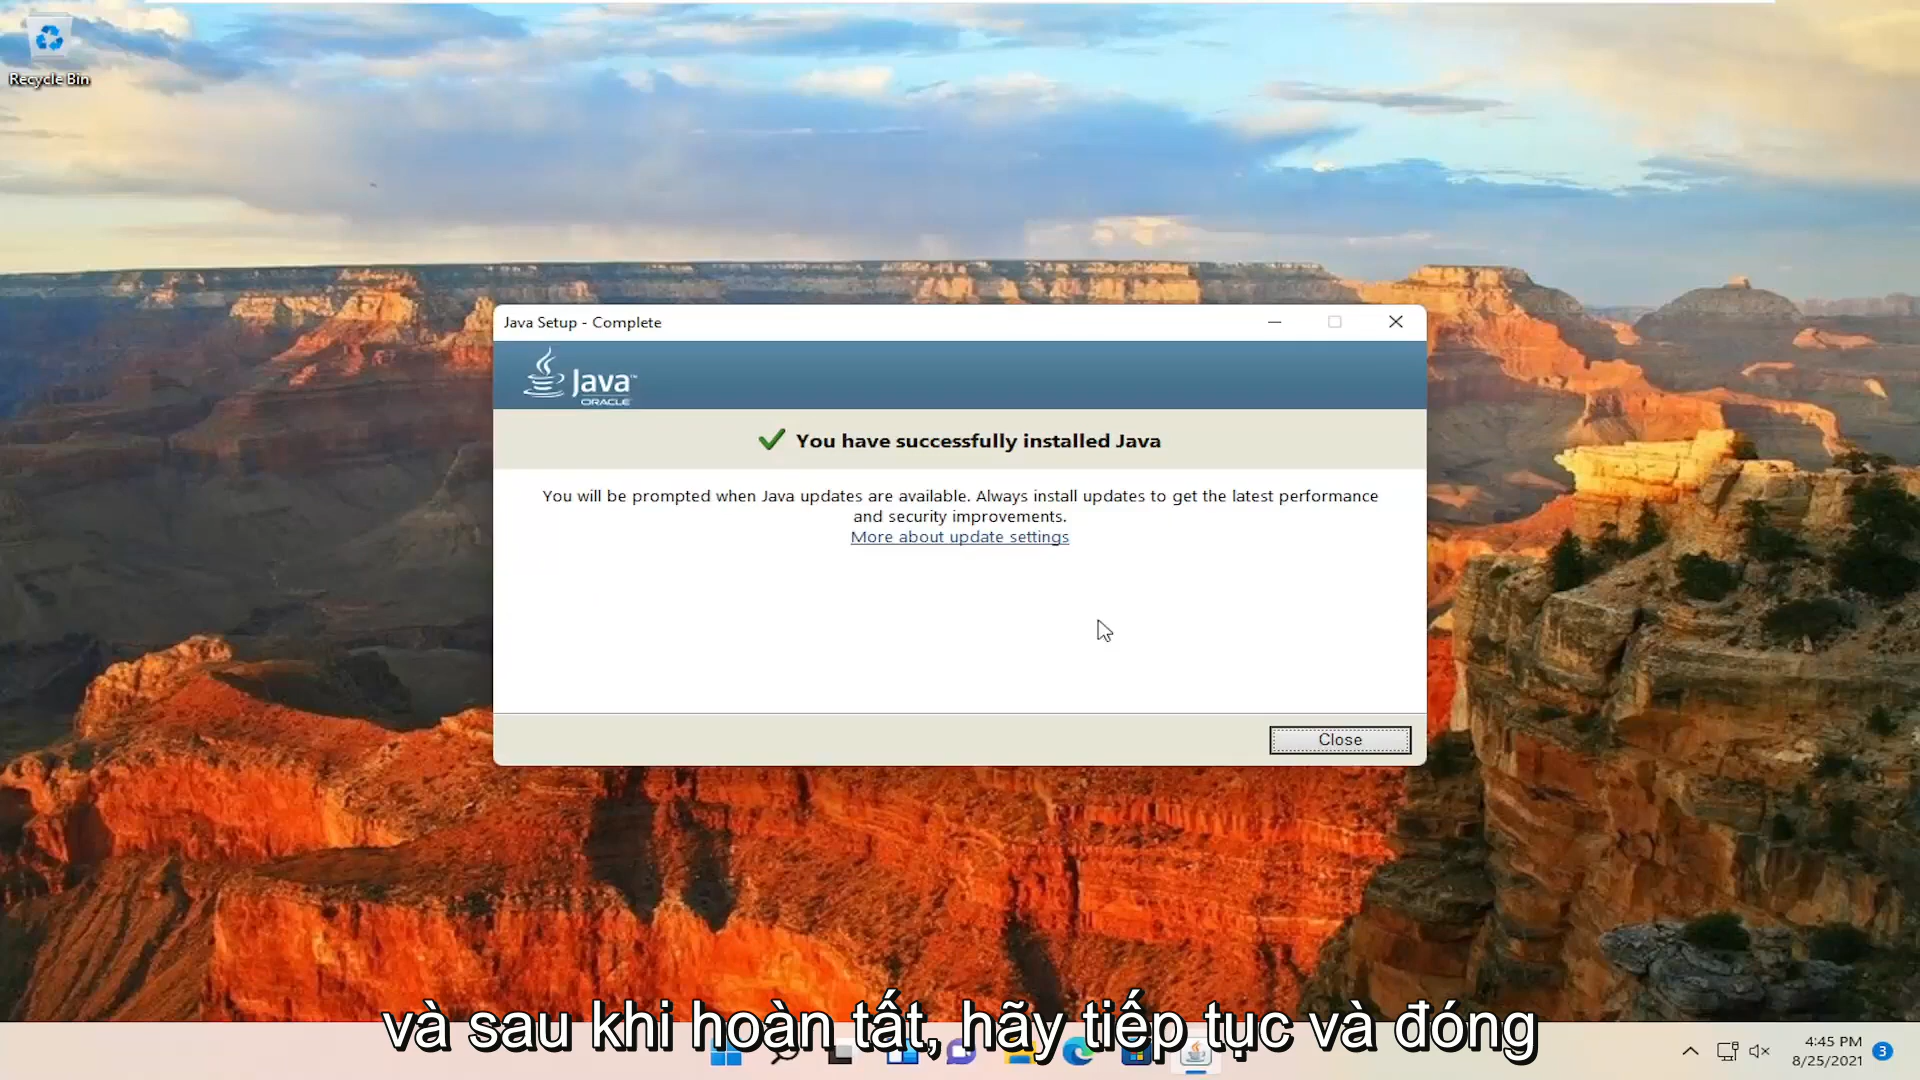 Recycle Bin
Java Setup - Complete
Java™
ORACLE
You have successfully installed Java
You will be prompted when Java updates are available. Always install updates to get the latest performance
and security improvements.
More about update settings
Close
và sau khi hoàn tất, hãy tiếp tục và đóng
4:45 PM
8/25/2021
3